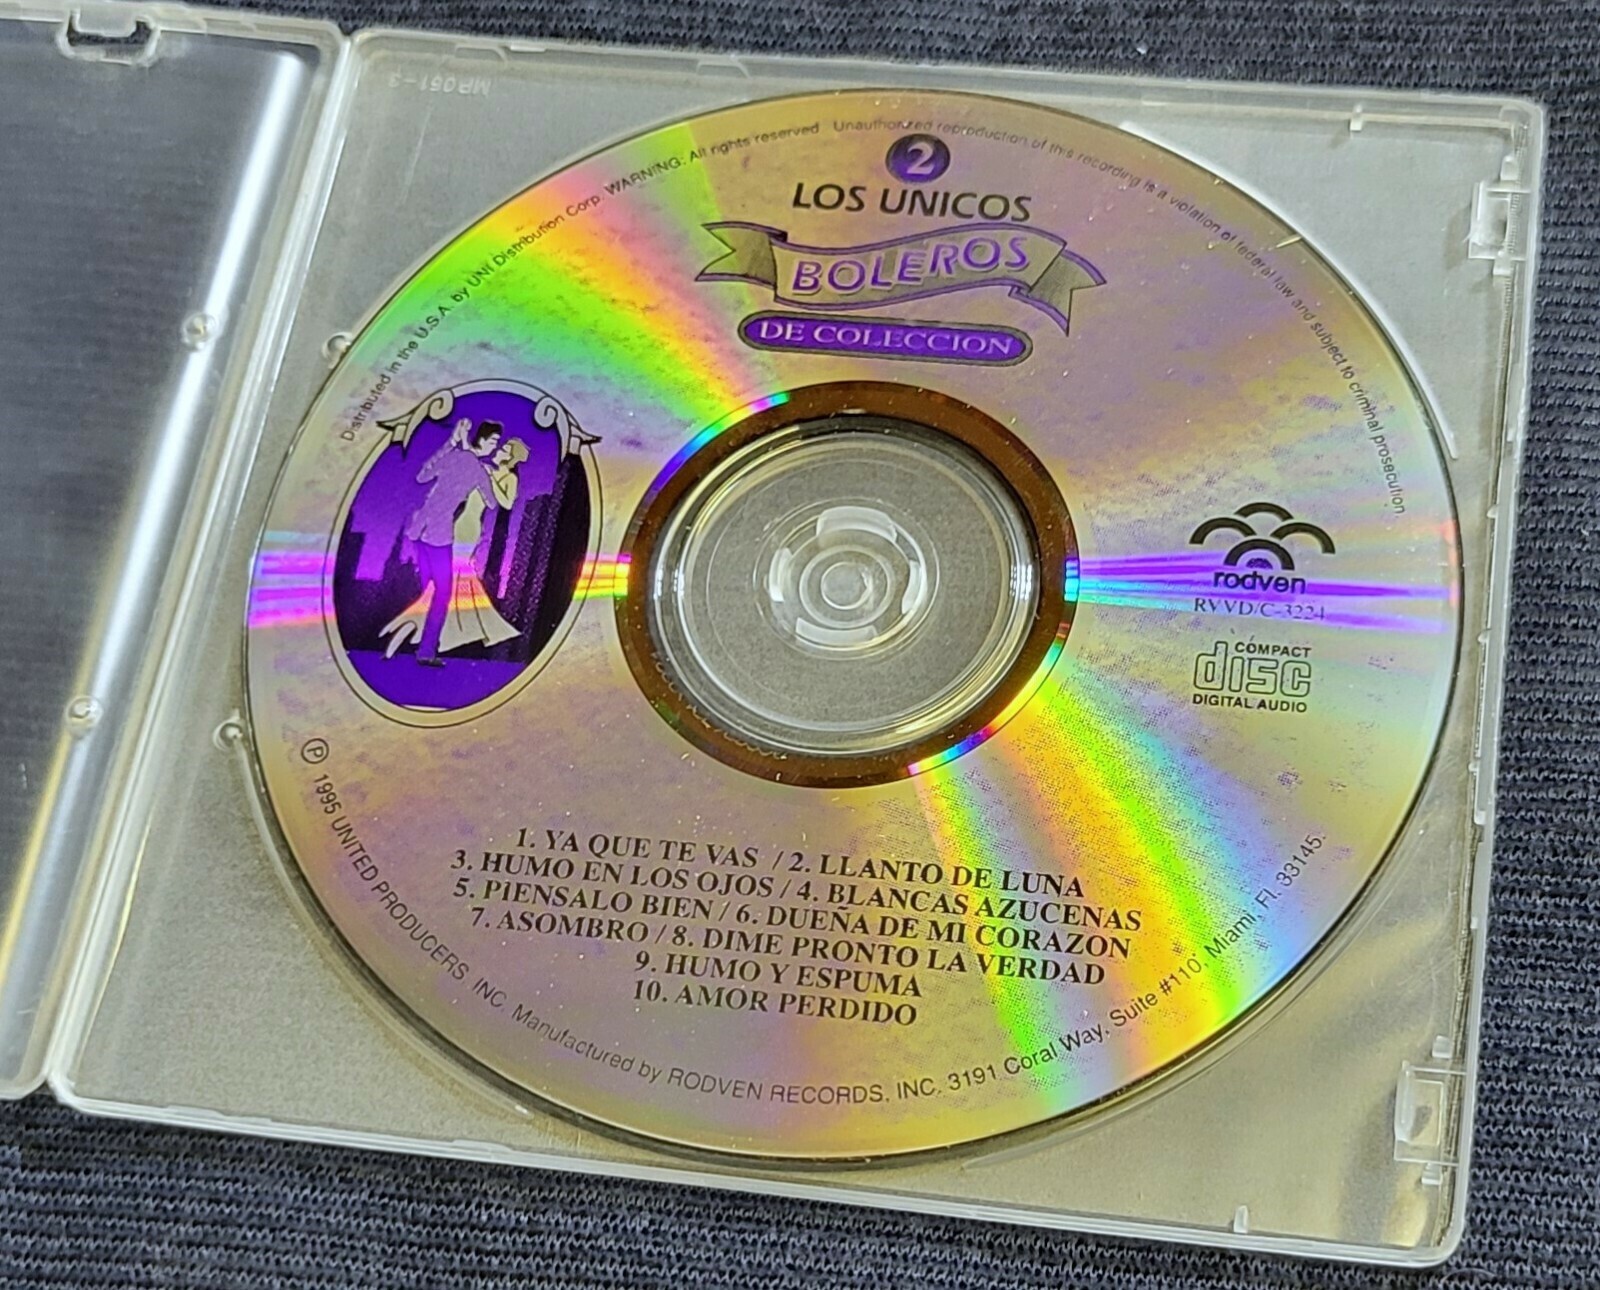 2
LOS UNICOS
BOLEROS
DE COLECCION
Distributed in the U.S.A. by UNI Distribution Corp. WARNING: All rights reserved. Unauthorized reproduction of this recording is a violation of federal law and subject to criminal prosecution
rodven
RVVD/C-3224
COMPACT
disc
DIGITAL AUDIO
1. YA QUE TE VAS / 2. LLANTO DE LUNA
3. HUMO EN LOS OJOS / 4. BLANCAS AZUCENAS
5. PIENSALO BIEN / 6. DUEÑA DE MI CORAZON
7. ASOMBRO / 8. DIME PRONTO LA VERDAD
9. HUMO Y ESPUMA
10. AMOR PERDIDO
Ⓟ 1995 UNITED PRODUCERS, INC. Manufactured by RODVEN RECORDS, INC. 3191 Coral Way, Suite #110, Miami, Fl. 33145.